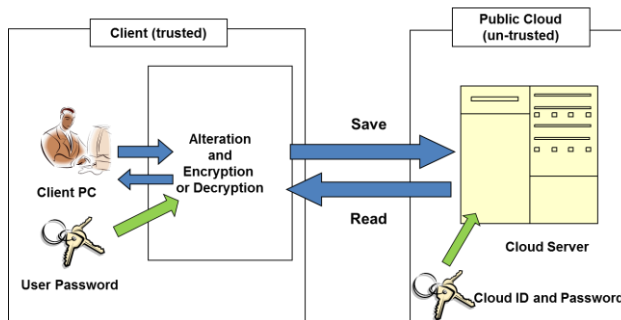 Client (trusted)
Public Cloud
(un-trusted)
Alteration
and
Encryption
or Decryption
Save
Client PC
Read
Cloud Server
User Password
Cloud ID and Password